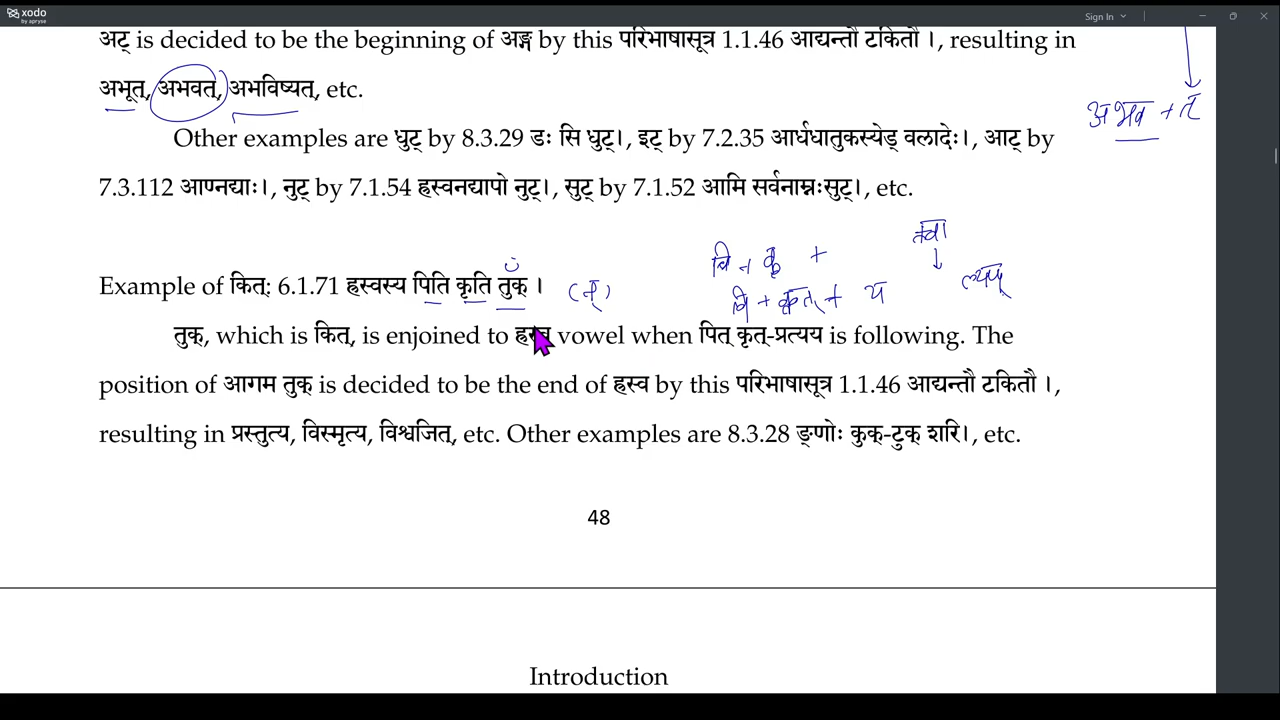 xodo
by apryse
Sign In
अट् is decided to be the beginning of अङ्ग by this परिभाषासूत्र 1.1.46 आद्यन्तौ टकितौ ।, resulting in
अभूत्, अभवत्, अभविष्यत्, etc.
अभव + त्
Other examples are धुट् by 8.3.29 डः सि धुट्।, इट् by 7.2.35 आर्धधातुकस्येड् वलादेः।, आट् by
7.3.112 आण्नद्याः।, नुट् by 7.1.54 ह्रस्वनद्यापो नुट्।, सुट् by 7.1.52 आमि सर्वनाम्नःसुट्।, etc.
वि + कृ +
Example of कित्: 6.1.71 ह्रस्वस्य पिति कृति तुक् । (त्)
वि + कृत् + य
ल्यप्
तुक्, which is कित्, is enjoined to ह्रस्व vowel when पित् कृत्-प्रत्यय is following. The
position of आगम तुक् is decided to be the end of ह्रस्व by this परिभाषासूत्र 1.1.46 आद्यन्तौ टकितौ ।,
resulting in प्रस्तुत्य, विस्मृत्य, विश्वजित्, etc. Other examples are 8.3.28 ङ्णोः कुक्-टुक् शरि।, etc.
48
Introduction